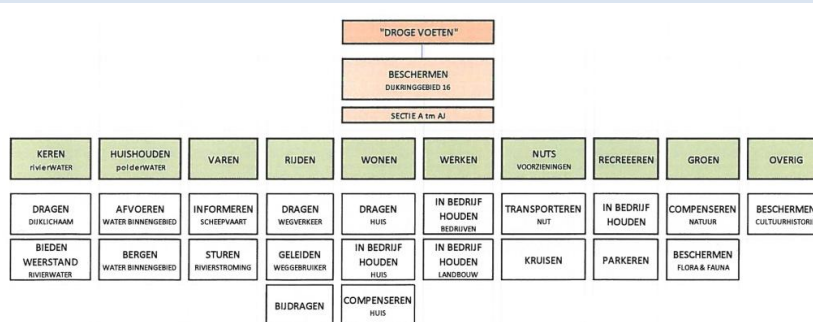 "DROGE VOETEN"
BESCHERMEN
DIJKRINGGEBIED 16
SECTIE A tm AJ
KEREN
rivierWATER
HUISHOUDEN
polderWATER
VAREN
RIJDEN
WONEN
WERKEN
NUTS
VOORZIENINGEN
RECREEEREN
GROEN
OVERIG
DRAGEN
DIJKLICHAAM
AFVOEREN
WATER BINNENGEBIED
INFORMEREN
SCHEEPVAART
DRAGEN
WEGVERKEER
DRAGEN
HUIS
IN BEDRIJF
HOUDEN
BEDRIJVEN
TRANSPORTEREN
NUT
IN BEDRIJF
HOUDEN
COMPENSEREN
NATUUR
BESCHERMEN
CULTUURHISTORIE
BIEDEN
WEERSTAND
RIVIERWATER
BERGEN
WATER BINNENGEBIED
STUREN
RIVIERSTROMING
GELEIDEN
WEGGEBRUIKER
IN BEDRIJF
HOUDEN
HUIS
IN BEDRIJF
HOUDEN
LANDBOUW
KRUISEN
PARKEREN
BESCHERMEN
FLORA & FAUNA
BIJDRAGEN
COMPENSEREN
HUIS